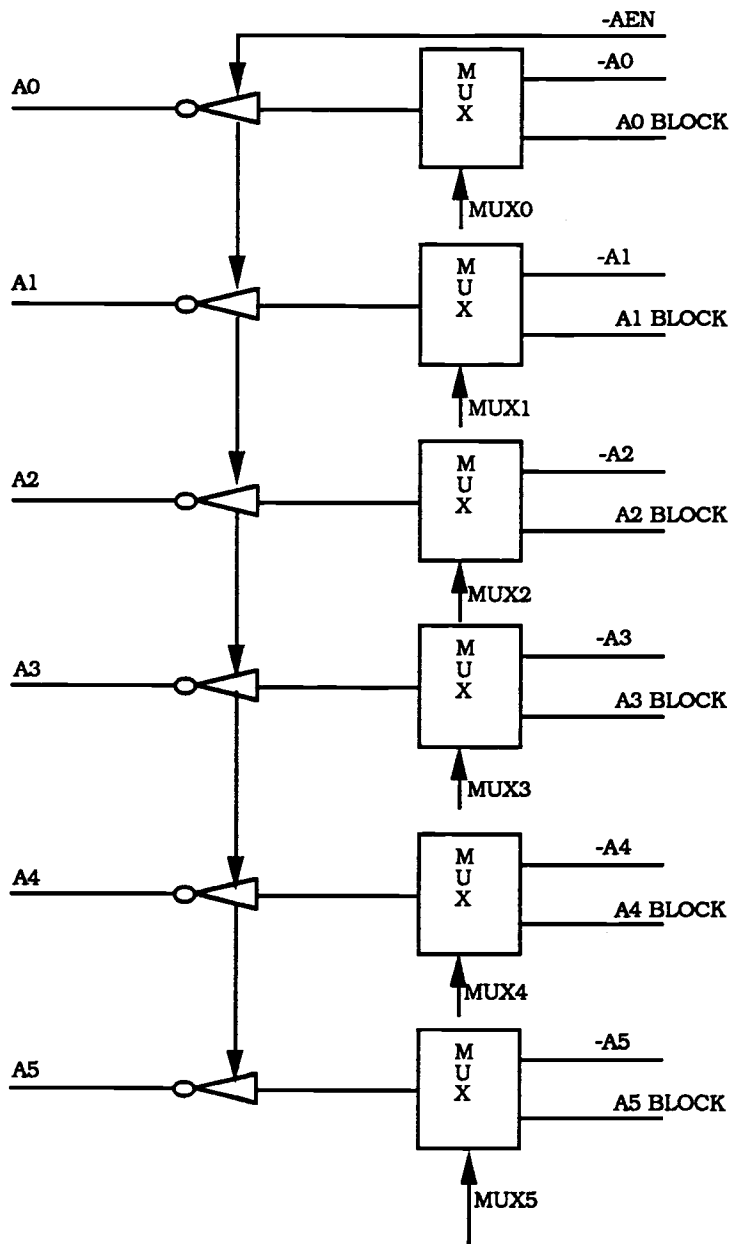 -AEN
A0
M
U
X
-A0
A0 BLOCK
MUX0
A1
M
U
X
-A1
A1 BLOCK
MUX1
A2
M
U
X
-A2
A2 BLOCK
MUX2
A3
M
U
X
-A3
A3 BLOCK
MUX3
A4
M
U
X
-A4
A4 BLOCK
MUX4
A5
M
U
X
-A5
A5 BLOCK
MUX5